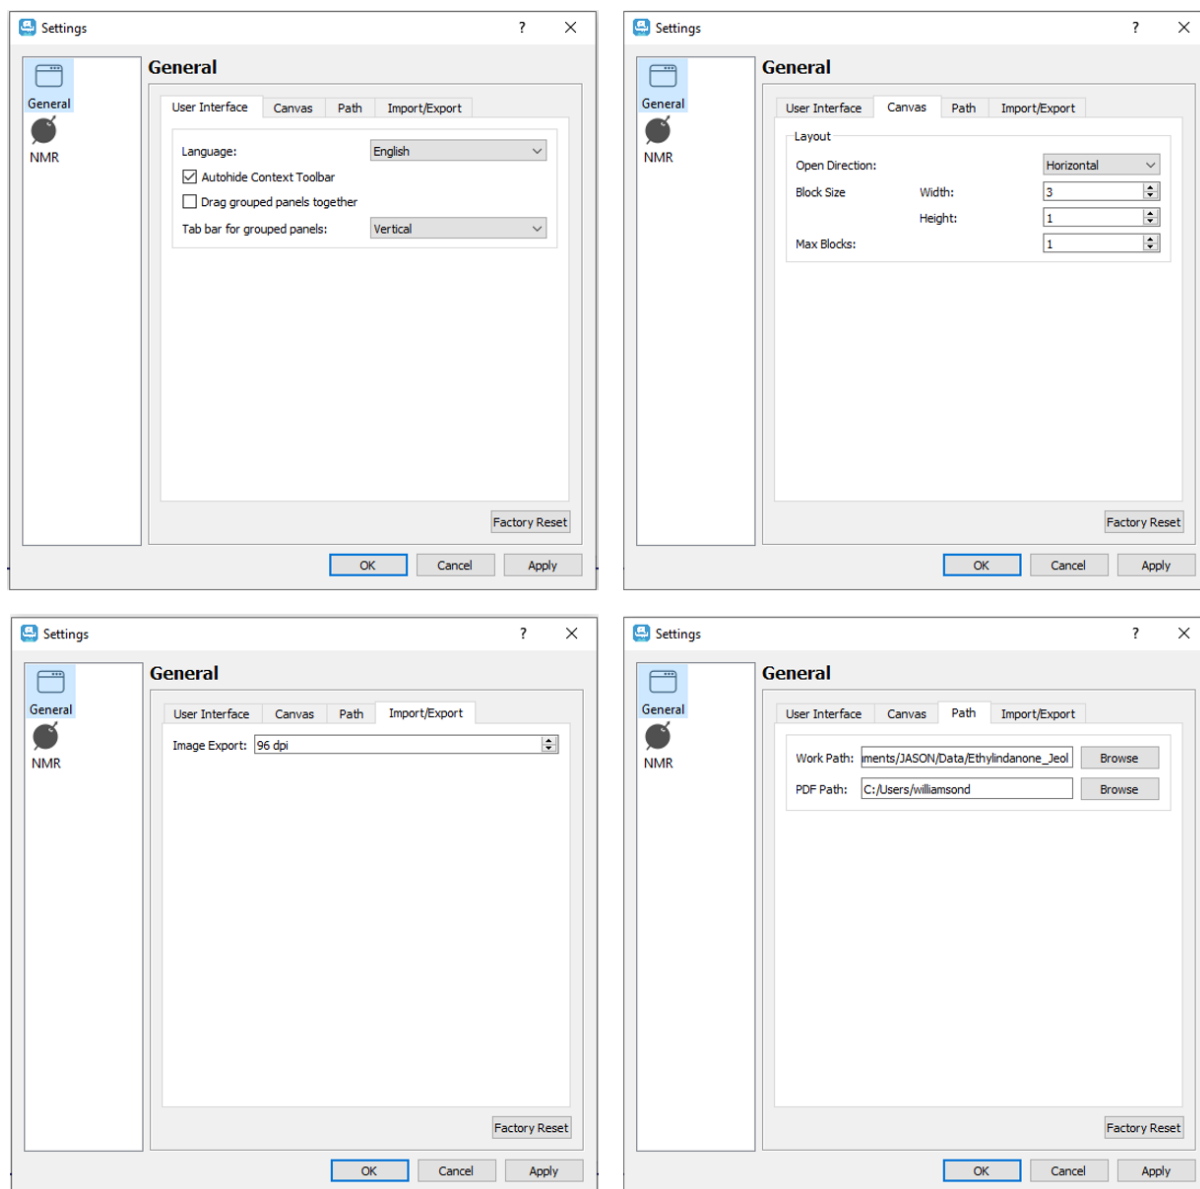 Settings
?
General
NMR
General
User Interface Canvas Path Import/Export
Language: English
Autohide Context Toolbar
Drag grouped panels together
Tab bar for grouped panels: Vertical
Factory Reset
OK Cancel Apply
Settings
?
General
NMR
General
User Interface Canvas Path Import/Export
Layout
Open Direction: Horizontal
Block Size Width: 3
Height: 1
Max Blocks: 1
Factory Reset
OK Cancel Apply
Settings
?
General
NMR
General
User Interface Canvas Path Import/Export
Image Export: 96 dpi
Factory Reset
OK Cancel Apply
Settings
?
General
NMR
General
User Interface Canvas Path Import/Export
Work Path: ments/JASON/Data/Ethylindanone_Jeol Browse
PDF Path: C:/Users/williamsond Browse
Factory Reset
OK Cancel Apply